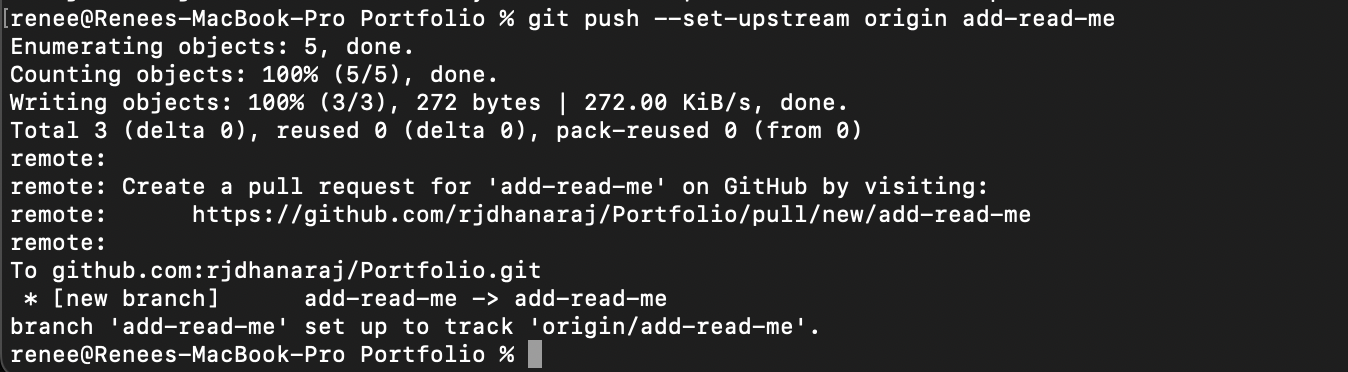 [renee@Renees-MacBook-Pro Portfolio % git push --set-upstream origin add-read-me
Enumerating objects: 5, done.
Counting objects: 100% (5/5), done.
Writing objects: 100% (3/3), 272 bytes | 272.00 KiB/s, done.
Total 3 (delta 0), reused 0 (delta 0), pack-reused 0 (from 0)
remote:
remote: Create a pull request for 'add-read-me' on GitHub by visiting:
remote:      https://github.com/rjdhanaraj/Portfolio/pull/new/add-read-me
remote:
To github.com:rjdhanaraj/Portfolio.git
 * [new branch]      add-read-me -> add-read-me
branch 'add-read-me' set up to track 'origin/add-read-me'.
renee@Renees-MacBook-Pro Portfolio %